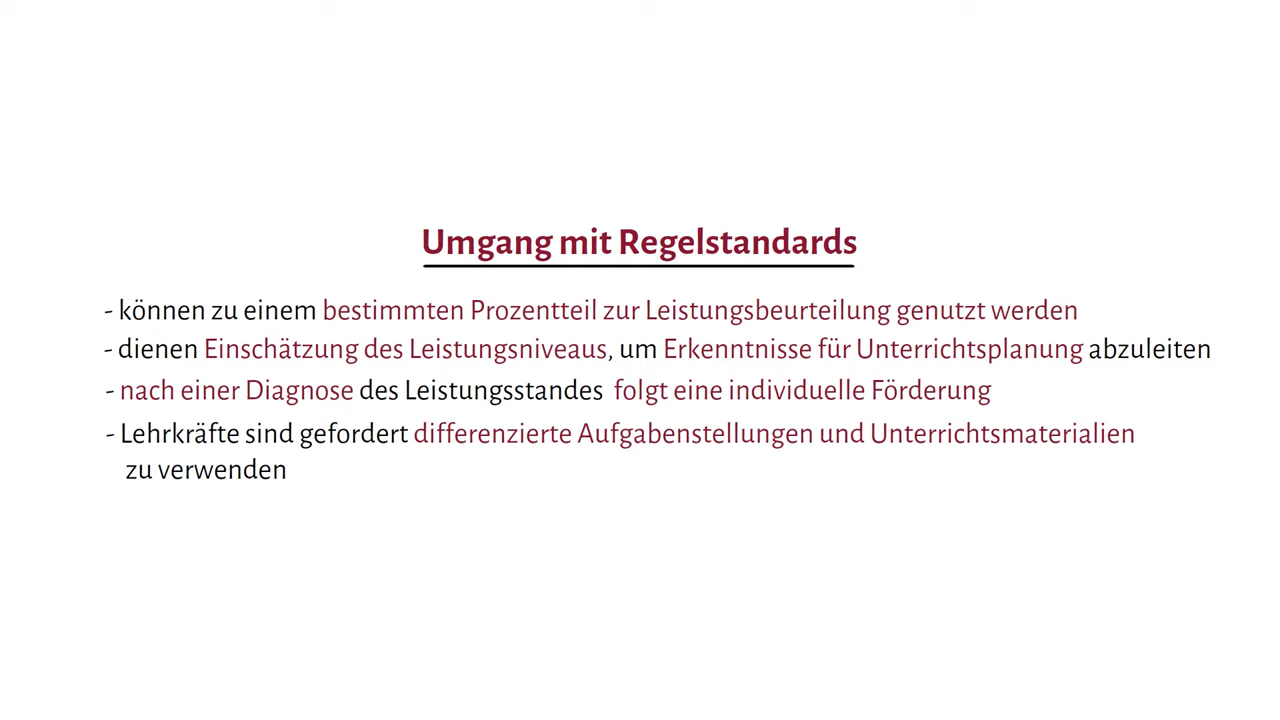 Umgang mit Regelstandards
- können zu einem bestimmten Prozentteil zur Leistungsbeurteilung genutzt werden
- dienen Einschätzung des Leistungsniveaus, um Erkenntnisse für Unterrichtsplanung abzuleiten
- nach einer Diagnose des Leistungsstandes folgt eine individuelle Förderung
- Lehrkräfte sind gefordert differenzierte Aufgabenstellungen und Unterrichtsmaterialien
zu verwenden